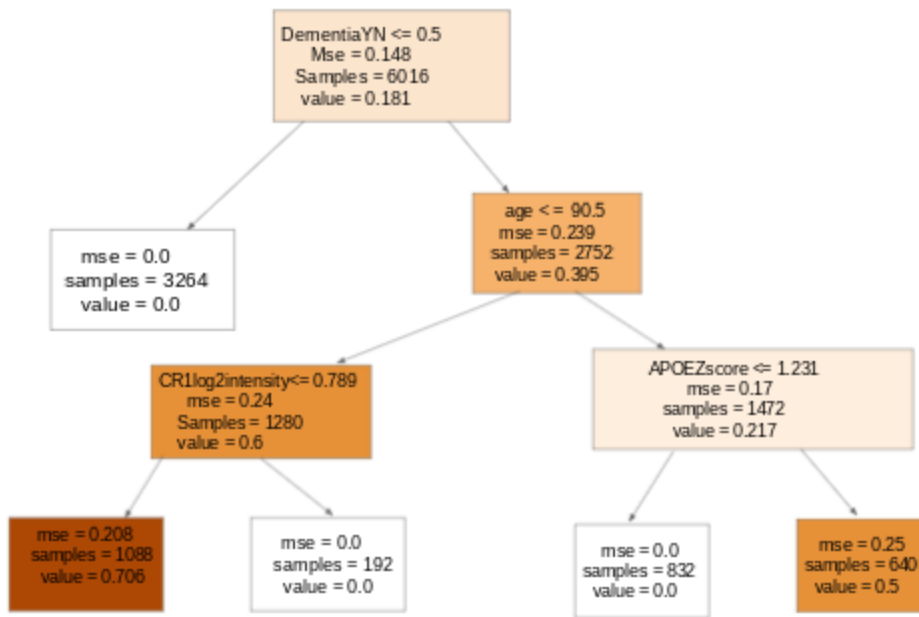 DementiaYN <= 0.5
Mse = 0.148
Samples = 6016
value = 0.181
age < = 90.5
mse = 0.239
samples = 2752
value = 0.395
mse = 0.0
samples = 3264
value = 0.0
CR1log2intensity<= 0.789
mse = 0.24
Samples = 1280
value = 0.6
APOEZscore <= 1.231
mse = 0.17
samples = 1472
value = 0.217
mse = 0.208
samples = 1088
value = 0.706
mse = 0.0
samples = 192
value = 0.0
mse = 0.0
samples = 832
value = 0.0
mse = 0.25
samples = 640
value = 0.5